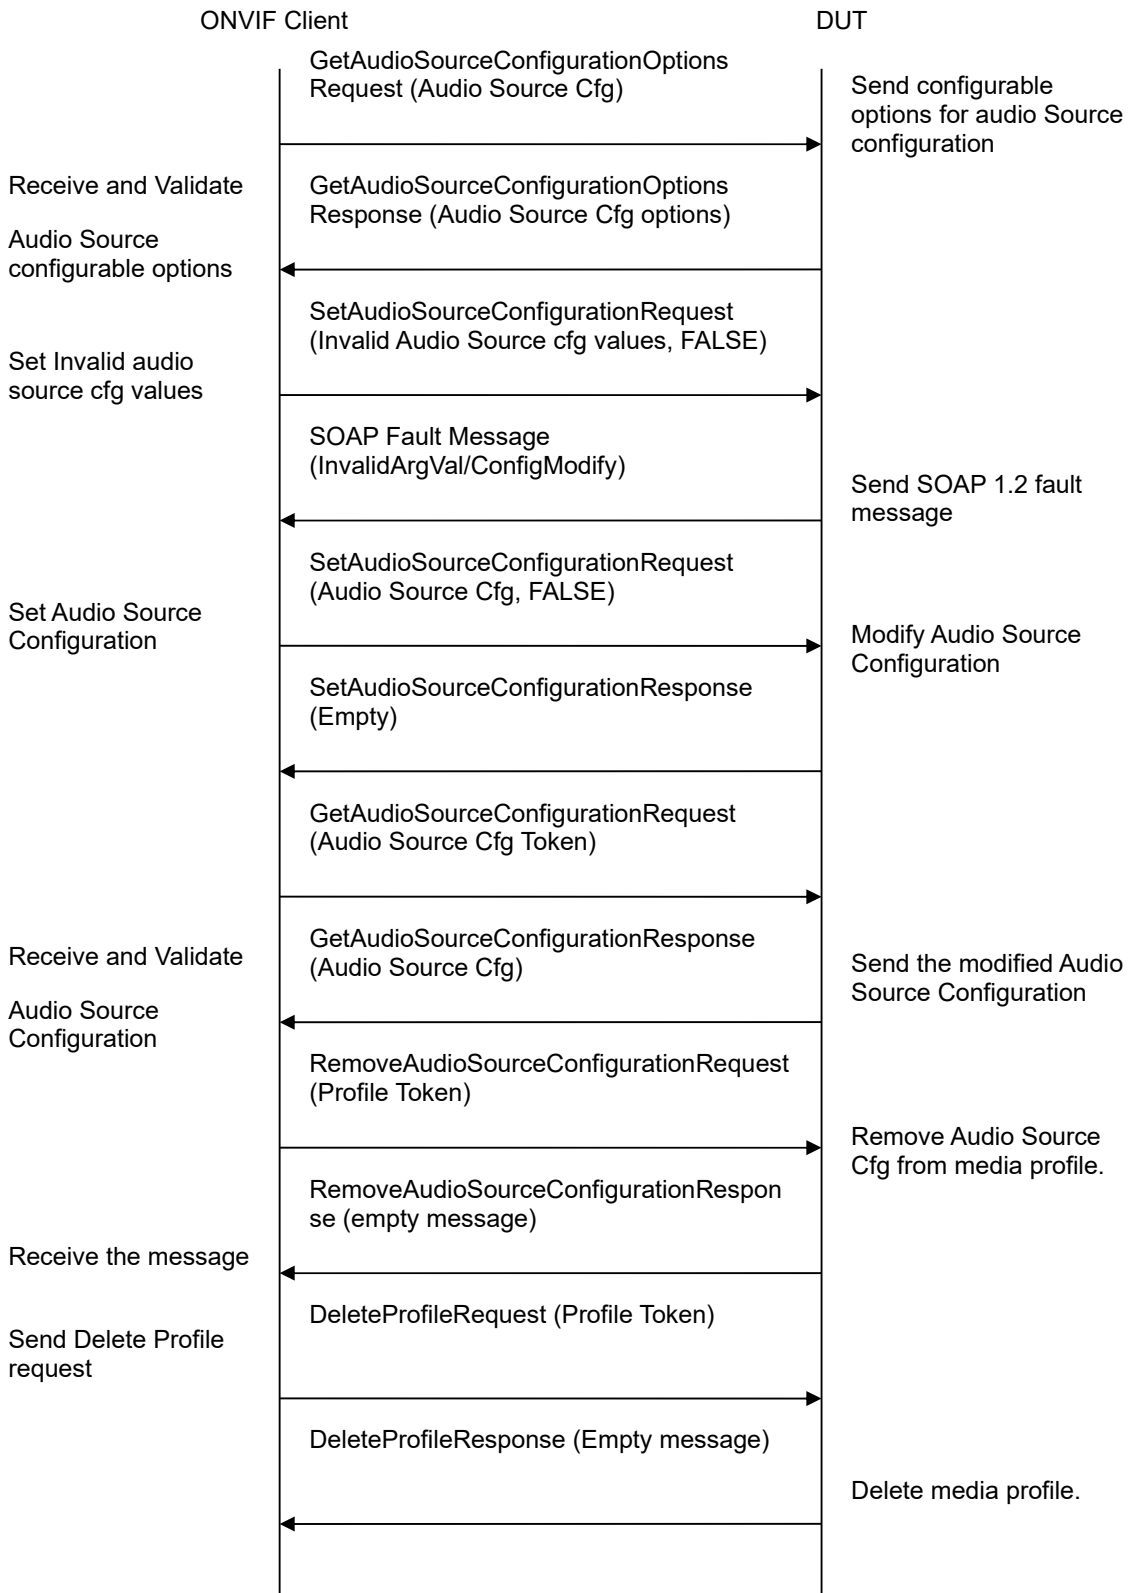 ONVIF Client
DUT
GetAudioSourceConfigurationOptions
Request (Audio Source Cfg)
Send configurable
options for audio Source
configuration
Receive and Validate
Audio Source
configurable options
GetAudioSourceConfigurationOptions
Response (Audio Source Cfg options)
SetAudioSourceConfigurationRequest
(Invalid Audio Source cfg values, FALSE)
Set Invalid audio
source cfg values
SOAP Fault Message
(InvalidArgVal/ConfigModify)
Send SOAP 1.2 fault
message
SetAudioSourceConfigurationRequest
(Audio Source Cfg, FALSE)
Set Audio Source
Configuration
Modify Audio Source
Configuration
SetAudioSourceConfigurationResponse
(Empty)
GetAudioSourceConfigurationRequest
(Audio Source Cfg Token)
GetAudioSourceConfigurationResponse
(Audio Source Cfg)
Receive and Validate
Audio Source
Configuration
Send the modified Audio
Source Configuration
RemoveAudioSourceConfigurationRequest
(Profile Token)
Remove Audio Source
Cfg from media profile.
RemoveAudioSourceConfigurationRespon
se (empty message)
Receive the message
DeleteProfileRequest (Profile Token)
Send Delete Profile
request
DeleteProfileResponse (Empty message)
Delete media profile.